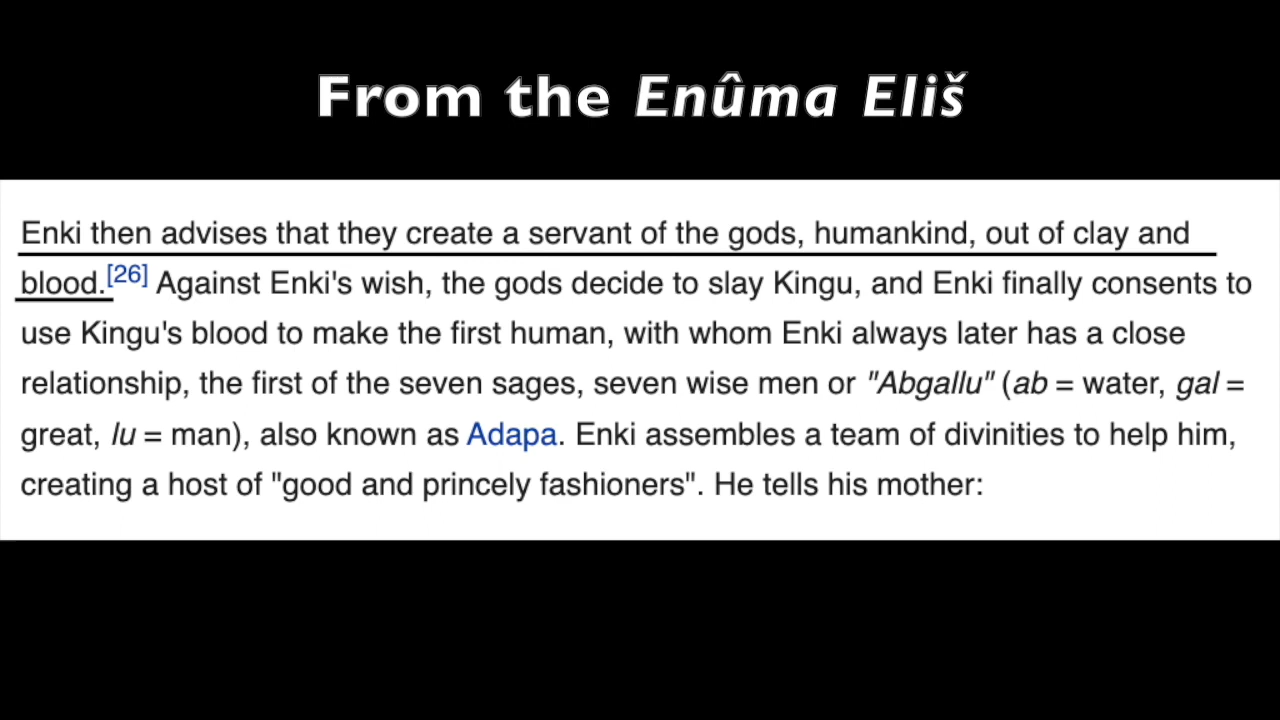 From the Enûma Eliš
Enki then advises that they create a servant of the gods, humankind, out of clay and
blood.[26] Against Enki's wish, the gods decide to slay Kingu, and Enki finally consents to
use Kingu's blood to make the first human, with whom Enki always later has a close
relationship, the first of the seven sages, seven wise men or "Abgallu" (ab = water, gal =
great, lu = man), also known as Adapa. Enki assembles a team of divinities to help him,
creating a host of "good and princely fashioners". He tells his mother: